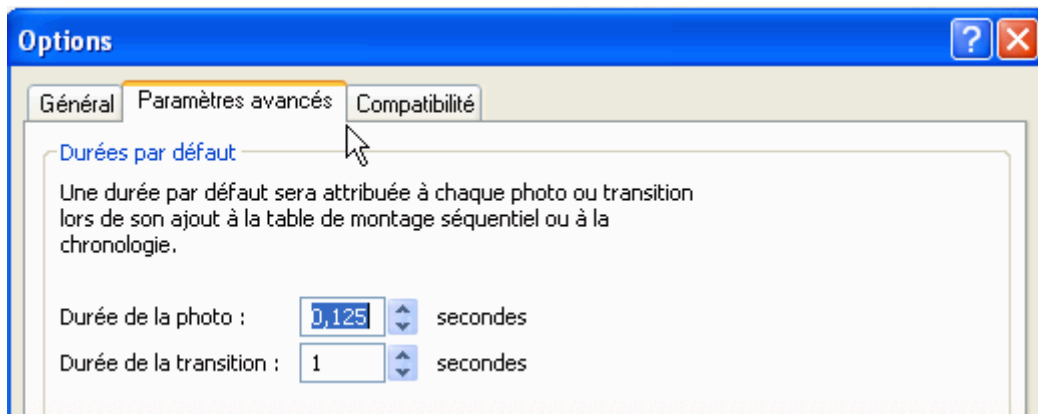 Options
Général Paramètres avancés Compatibilité
Durées par défaut
Une durée par défaut sera attribuée à chaque photo ou transition
lors de son ajout à la table de montage séquentiel ou à la
chronologie.
Durée de la photo : 0,125 secondes
Durée de la transition : 1 secondes